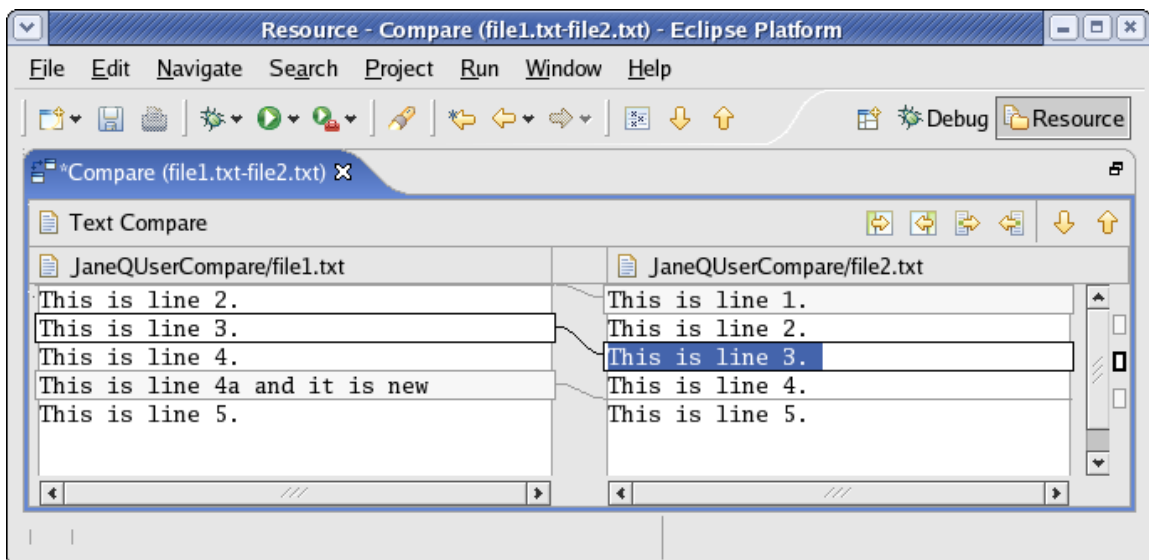 Resource - Compare (file1.txt-file2.txt) - Eclipse Platform
File Edit Navigate Search Project Run Window Help
Debug Resource
*Compare (file1.txt-file2.txt)
Text Compare
JaneQUserCompare/file1.txt
This is line 2.
This is line 3.
This is line 4.
This is line 4a and it is new
This is line 5.
JaneQUserCompare/file2.txt
This is line 1.
This is line 2.
This is line 3.
This is line 4.
This is line 5.